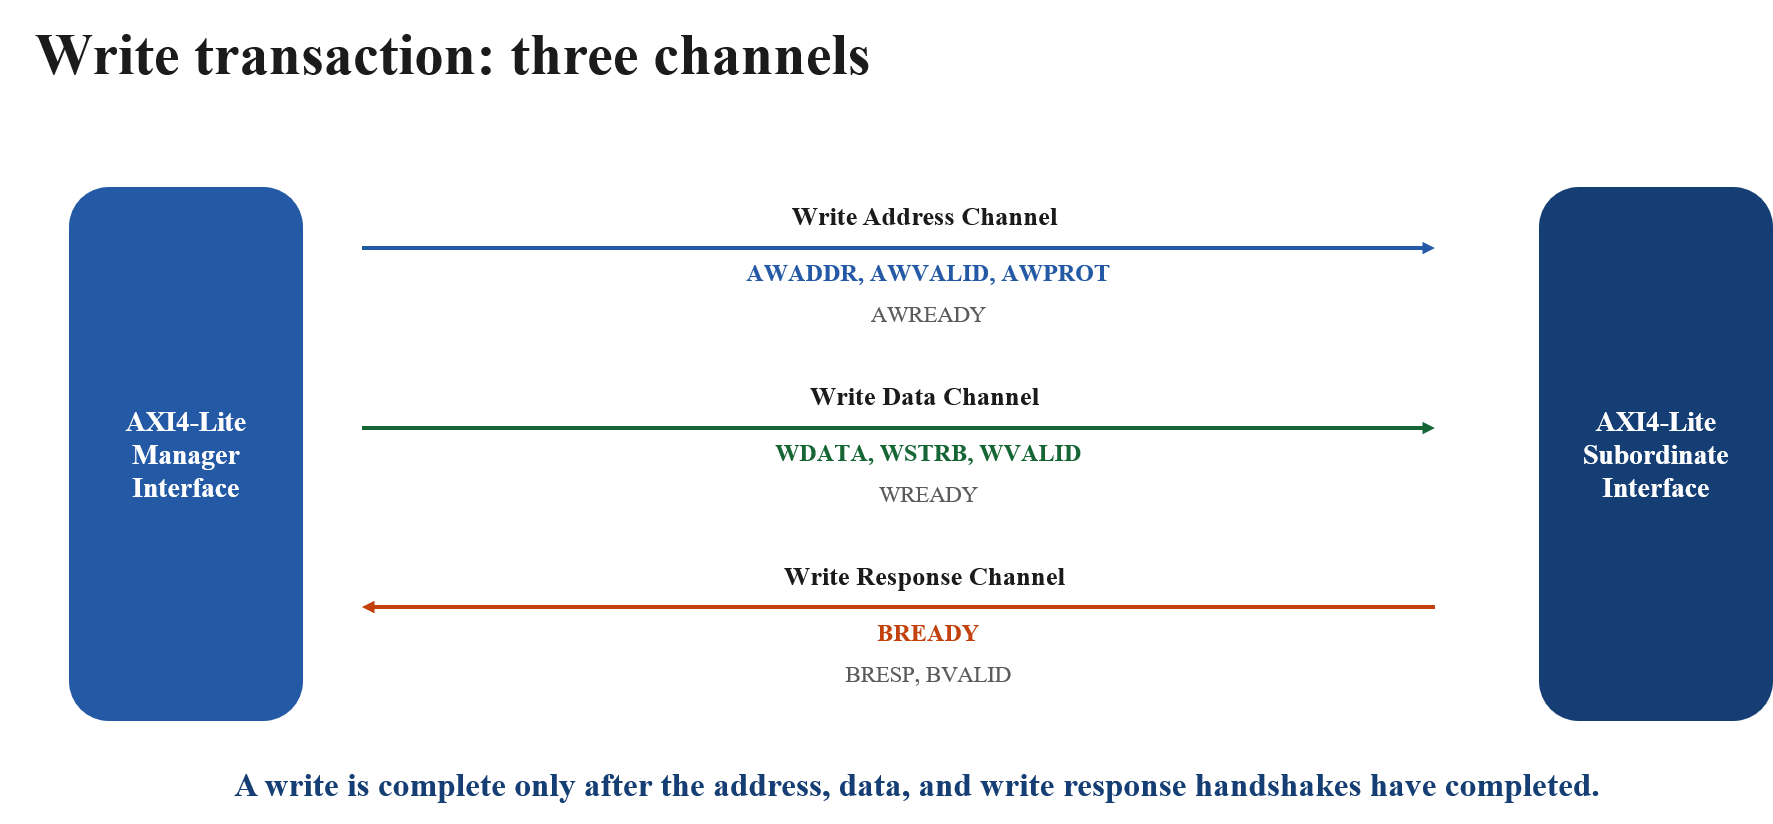 Write transaction: three channels
AXI4-Lite
Manager
Interface
Write Address Channel
AWADDR, AWVALID, AWPROT
AWREADY
Write Data Channel
WDATA, WSTRB, WVALID
WREADY
Write Response Channel
BREADY
BRESP, BVALID
AXI4-Lite
Subordinate
Interface
A write is complete only after the address, data, and write response handshakes have completed.